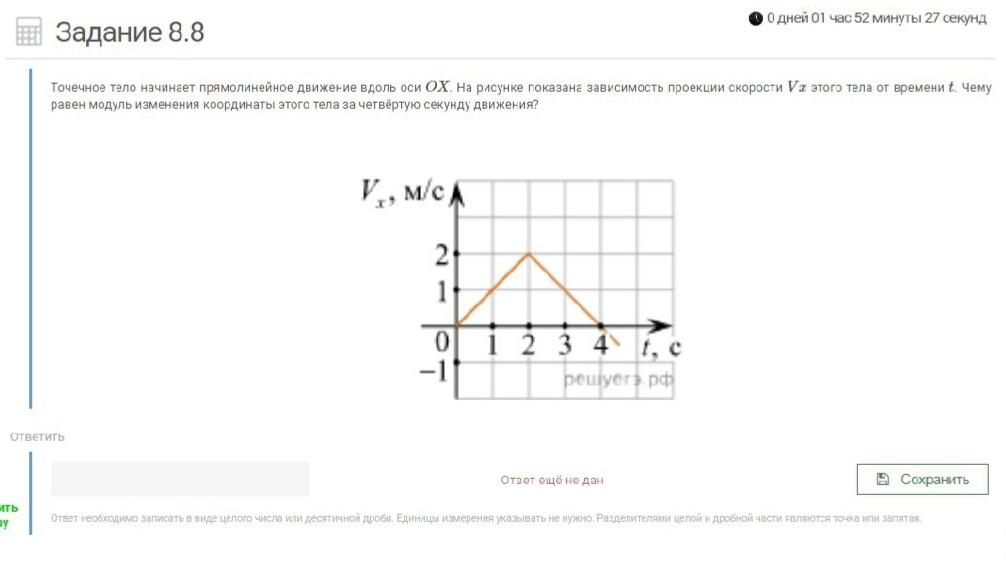 0 дней 01 час 52 минуты 27 секунд
Задание 8.8
Точечное тело начинает прямолинейное движение вдоль оси OX. На рисунке показана зависимость проекции скорости Vx этого тела от времени t. Чему
равен модуль изменения координаты этого тела за четвёртую секунду движения?
Vx, м/с
2
1
0 1 2 3 4 t, с
−1
решуегэ.рф
ОТВЕТИТЬ
Ответ ещё не дан
Сохранить
ить
ру
Ответ необходимо записать в виде целого числа или десятичной дроби. Единицы измерения указывать не нужно. Разделителями целой и дробной части являются точка или запятая.